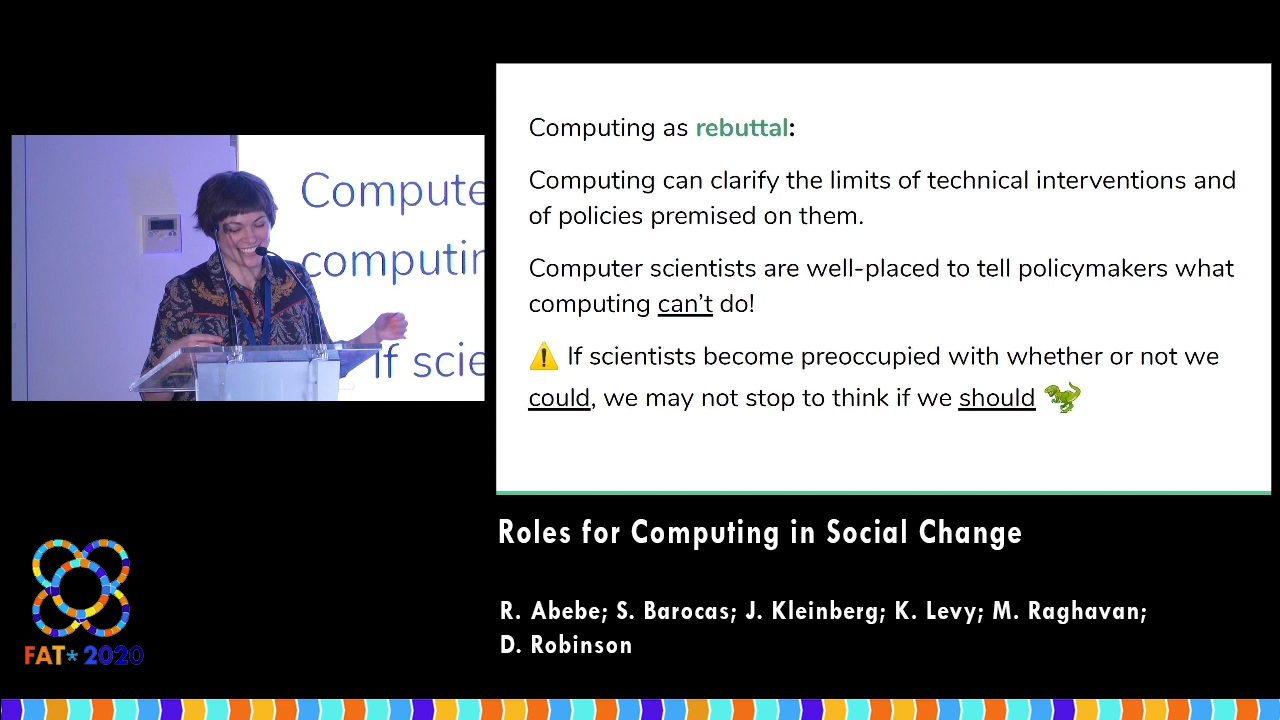 Compute
computin
If scie
Computing as rebuttal:
Computing can clarify the limits of technical interventions and
of policies premised on them.
Computer scientists are well-placed to tell policymakers what
computing can’t do!
⚠️ If scientists become preoccupied with whether or not we
could, we may not stop to think if we should 🦖
Roles for Computing in Social Change
R. Abebe; S. Barocas; J. Kleinberg; K. Levy; M. Raghavan;
D. Robinson
FAT* 2020